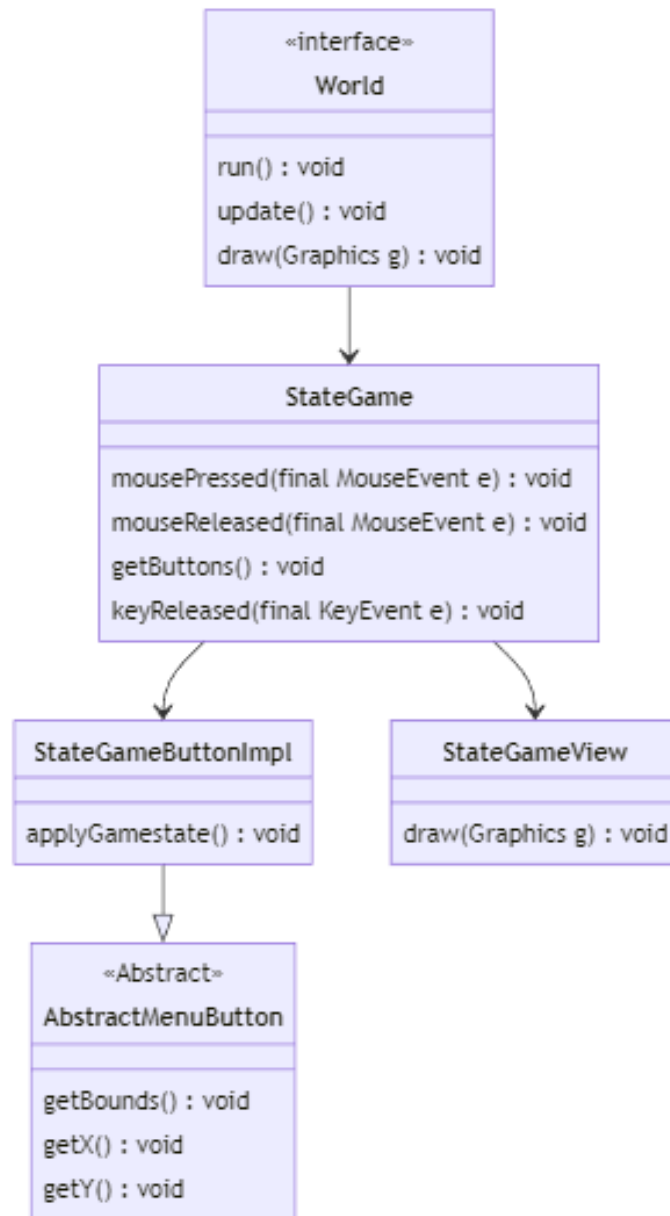 «interface»
World
run() : void
update() : void
draw(Graphics g) : void
StateGame
mousePressed(final MouseEvent e) : void
mouseReleased(final MouseEvent e) : void
getButtons() : void
keyReleased(final KeyEvent e) : void
StateGameButtonImpl
applyGamestate() : void
StateGameView
draw(Graphics g) : void
«Abstract»
AbstractMenuButton
getBounds() : void
getX() : void
getY() : void